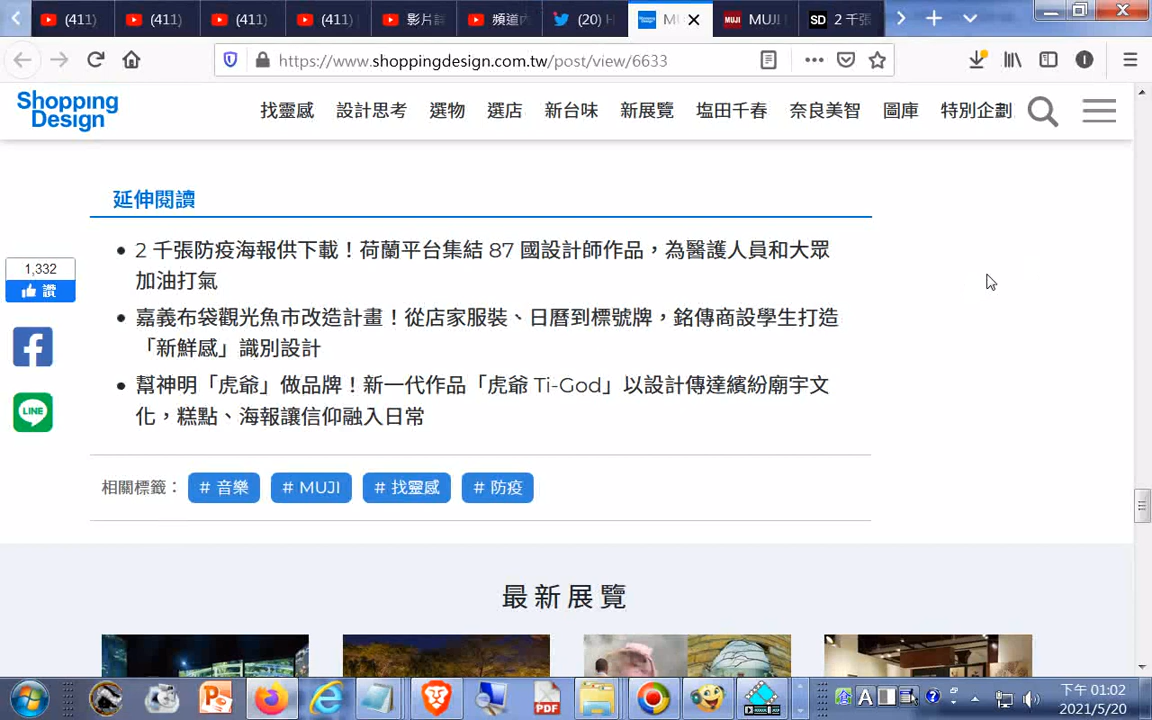 (411)
(411)
(411)
(411)
影片詳
頻道內
(20) H
MU
MUJI
MUJI
SD
2 千張
https://www.shoppingdesign.com.tw/post/view/6633
Shopping
Design
找靈感 設計思考 選物 選店 新台味 新展覽 塩田千春 奈良美智 圖庫 特別企劃
延伸閱讀
2 千張防疫海報供下載！荷蘭平台集結 87 國設計師作品，為醫護人員和大眾
加油打氣
1,332
讚
嘉義布袋觀光魚市改造計畫！從店家服裝、日曆到標號牌，銘傳商設學生打造
「新鮮感」識別設計
幫神明「虎爺」做品牌！新一代作品「虎爺 Ti-God」以設計傳達繽紛廟宇文
化，糕點、海報讓信仰融入日常
LINE
相關標籤： # 音樂 # MUJI # 找靈感 # 防疫
最新展覽
PDF
A
下午 01:02
2021/5/20